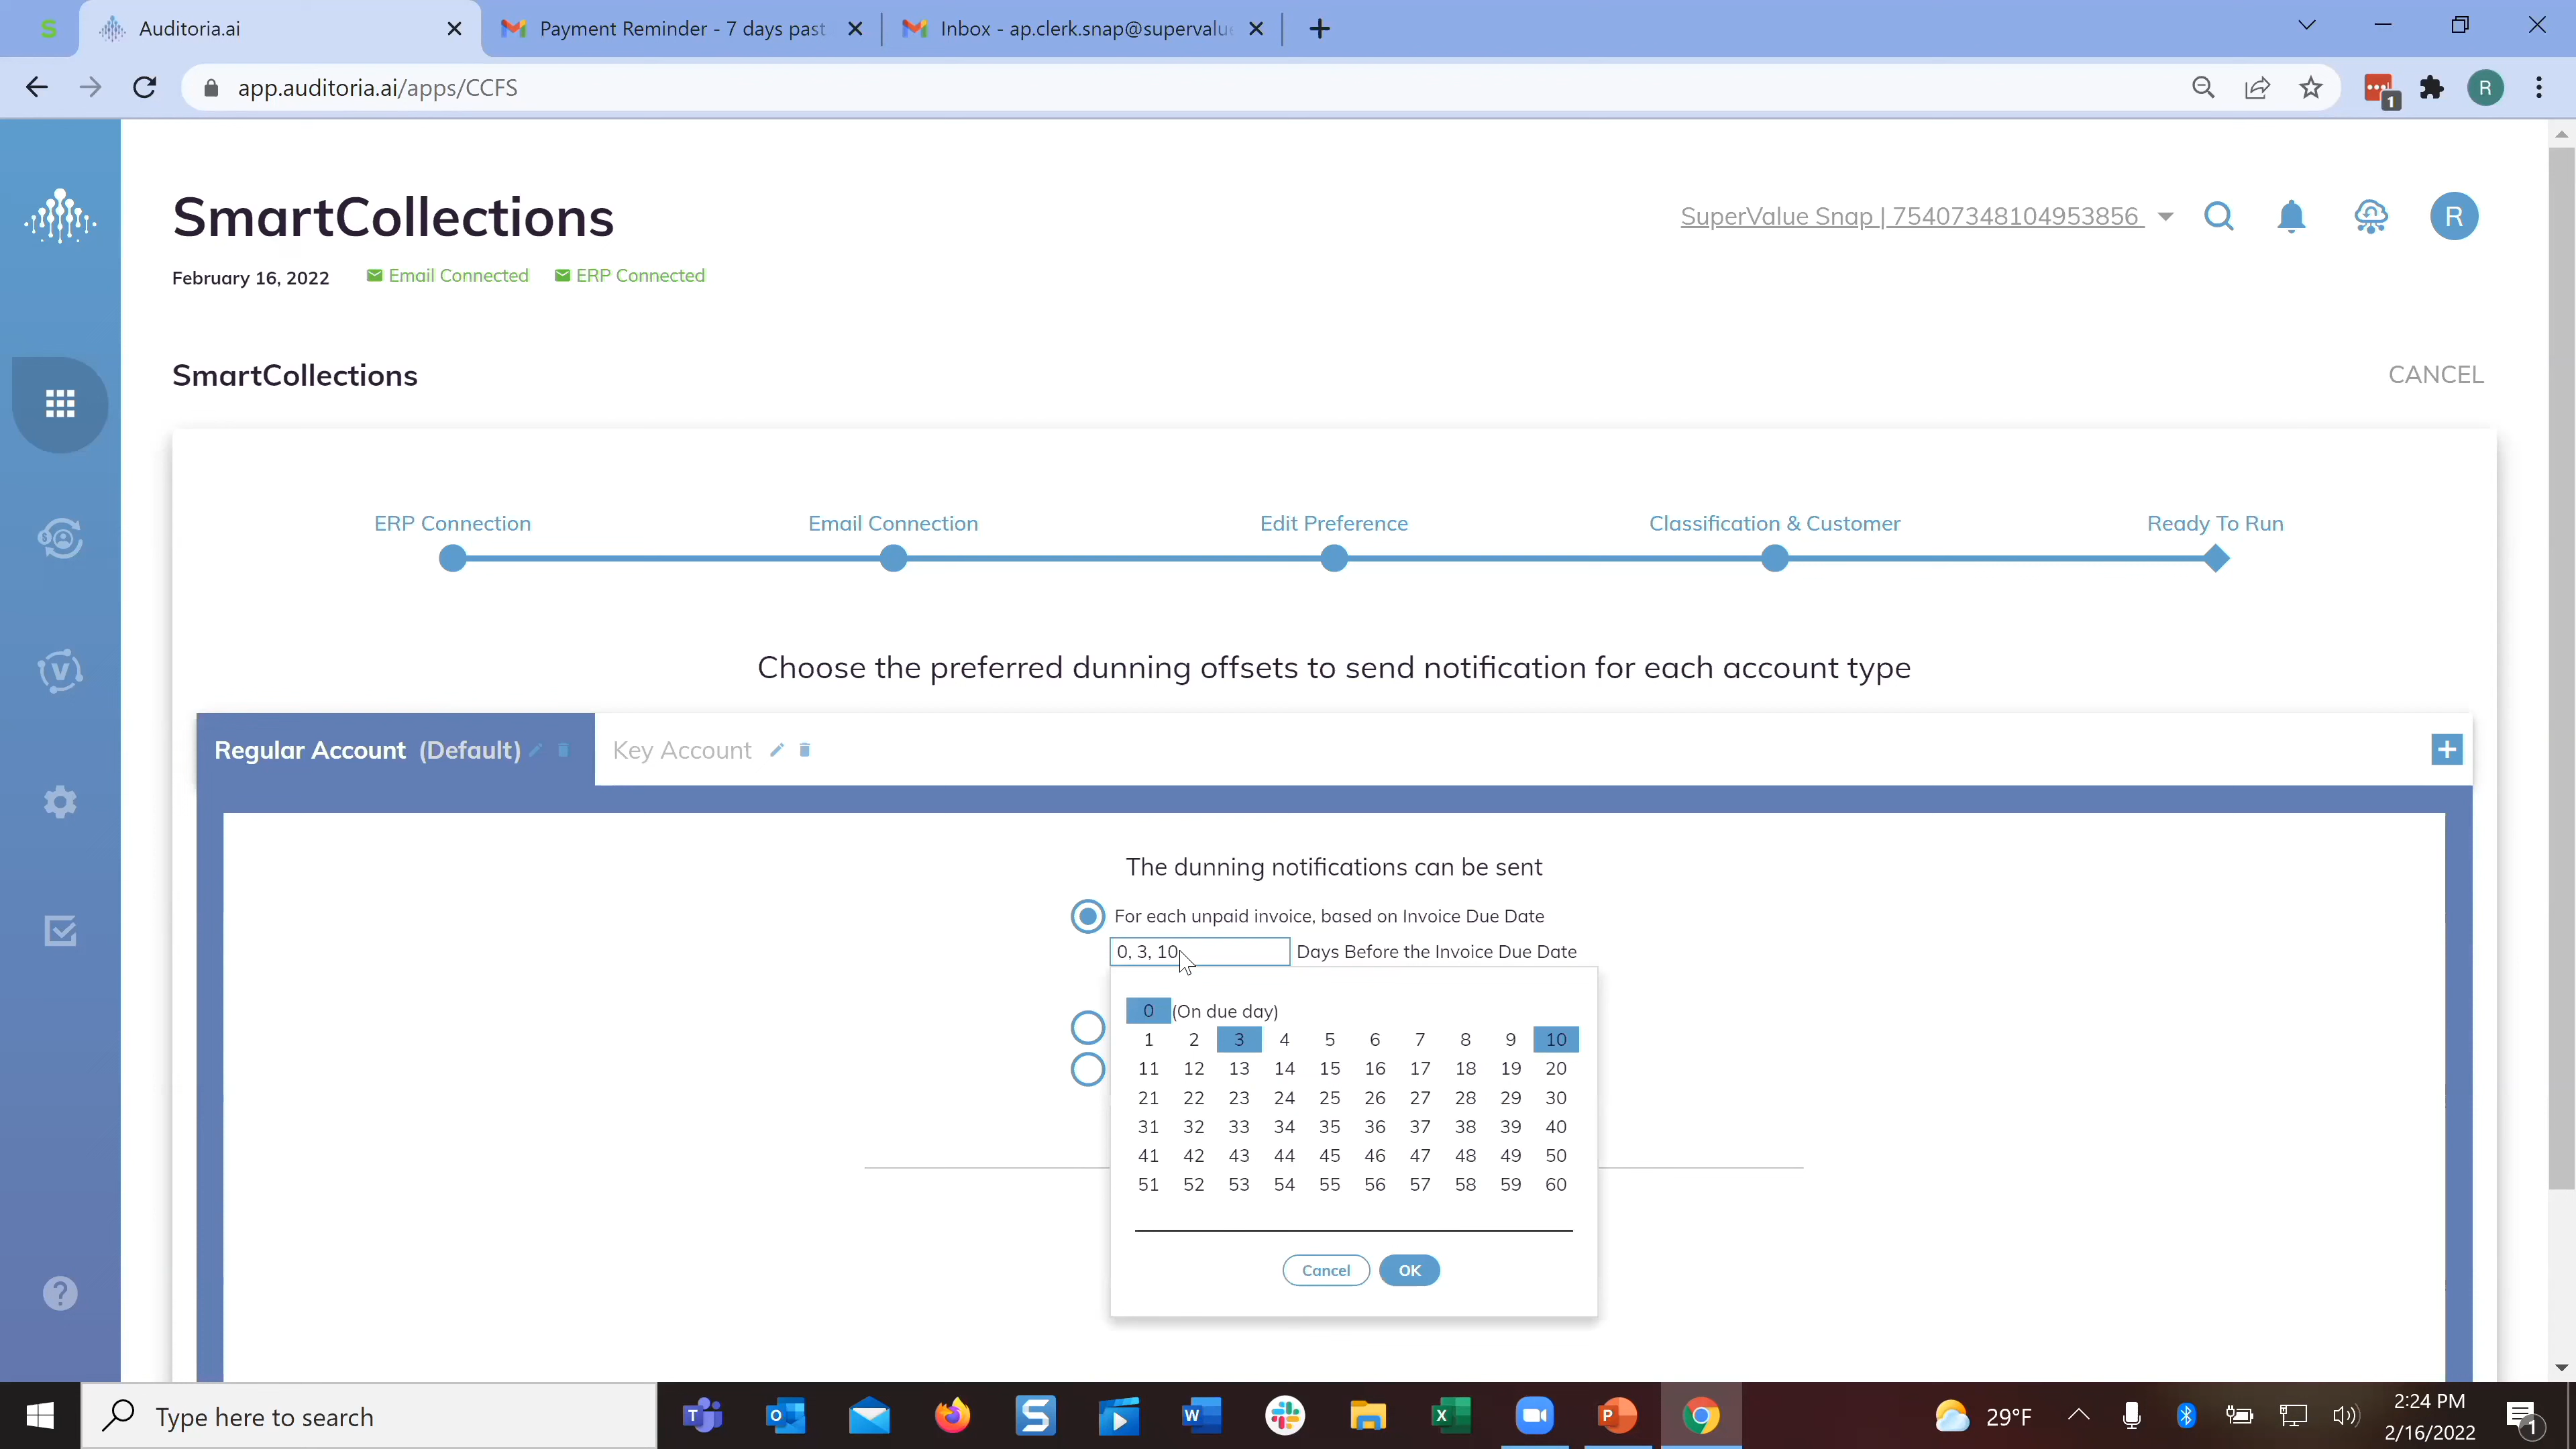 S
Auditoria.ai
Payment Reminder - 7 days past
Inbox - ap.clerk.snap@supervalue
app.auditoria.ai/apps/CCFS
1
R
SmartCollections
SuperValue Snap | 75407348104953856
R
February 16, 2022
Email Connected
ERP Connected
SmartCollections
CANCEL
ERP Connection
Email Connection
Edit Preference
Classification & Customer
Ready To Run
Choose the preferred dunning offsets to send notification for each account type
V
Regular Account (Default)
Key Account
The dunning notifications can be sent
For each unpaid invoice, based on Invoice Due Date
0, 3, 10 Days Before the Invoice Due Date
0 (On due day)
1 2 3 4 5 6 7 8 9 10
11 12 13 14 15 16 17 18 19 20
21 22 23 24 25 26 27 28 29 30
31 32 33 34 35 36 37 38 39 40
41 42 43 44 45 46 47 48 49 50
51 52 53 54 55 56 57 58 59 60
Cancel OK
?
Type here to search
29°F
2:24 PM
2/16/2022
1